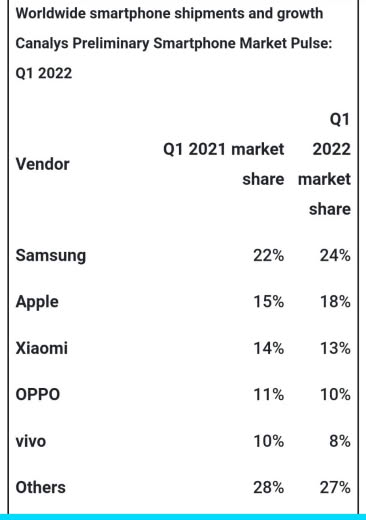 Worldwide smartphone shipments and growth
Canalys Preliminary Smartphone Market Pulse:
Q1 2022
Vendor Q1 2021 market share Q1 2022 market share
Samsung 22% 24%
Apple 15% 18%
Xiaomi 14% 13%
OPPO 11% 10%
vivo 10% 8%
Others 28% 27%